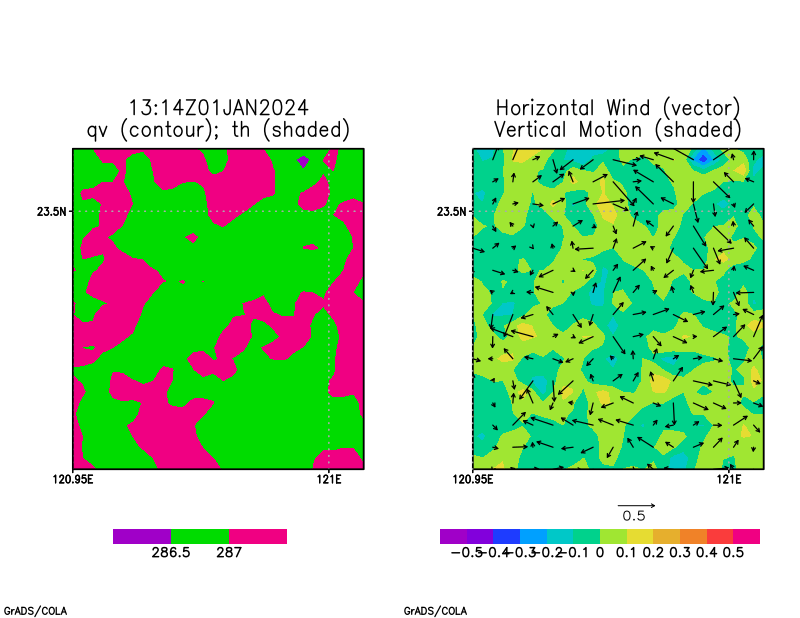 13:14Z01JAN2024
qv (contour); th (shaded)
23.5N
120.95E
121E
286.5
287
GrADS/COLA
Horizontal Wind (vector)
Vertical Motion (shaded)
23.5N
120.95E
121E
0.5
-0.5 -0.4 -0.3 -0.2 -0.1 0 0.1 0.2 0.3 0.4 0.5
GrADS/COLA